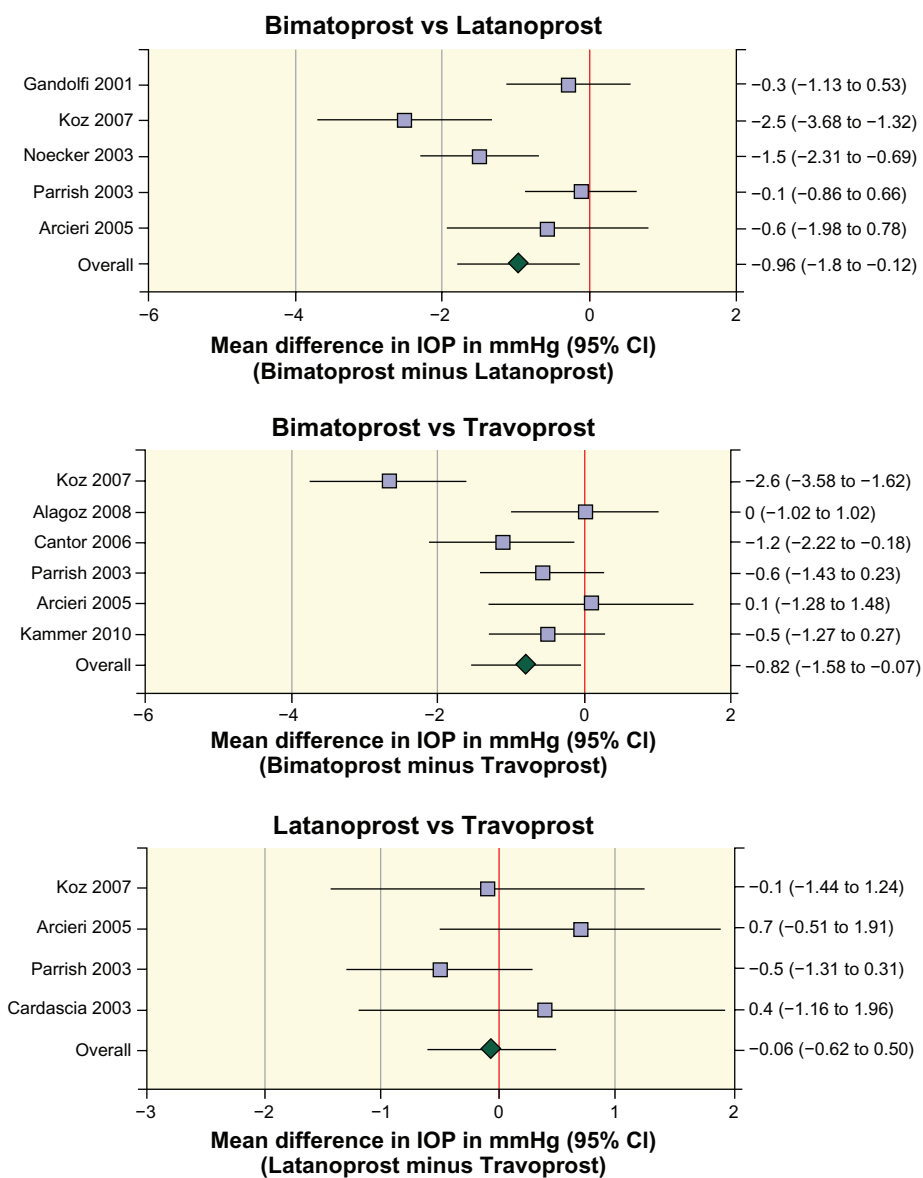 Bimatoprost vs Latanoprost
Gandolfi 2001 −0.3 (−1.13 to 0.53)
Koz 2007 −2.5 (−3.68 to −1.32)
Noecker 2003 −1.5 (−2.31 to −0.69)
Parrish 2003 −0.1 (−0.86 to 0.66)
Arcieri 2005 −0.6 (−1.98 to 0.78)
Overall −0.96 (−1.8 to −0.12)
−6 −4 −2 0 2
Mean difference in IOP in mmHg (95% CI)
(Bimatoprost minus Latanoprost)
Bimatoprost vs Travoprost
Koz 2007 −2.6 (−3.58 to −1.62)
Alagoz 2008 0 (−1.02 to 1.02)
Cantor 2006 −1.2 (−2.22 to −0.18)
Parrish 2003 −0.6 (−1.43 to 0.23)
Arcieri 2005 0.1 (−1.28 to 1.48)
Kammer 2010 −0.5 (−1.27 to 0.27)
Overall −0.82 (−1.58 to −0.07)
−6 −4 −2 0 2
Mean difference in IOP in mmHg (95% CI)
(Bimatoprost minus Travoprost)
Latanoprost vs Travoprost
Koz 2007 −0.1 (−1.44 to 1.24)
Arcieri 2005 0.7 (−0.51 to 1.91)
Parrish 2003 −0.5 (−1.31 to 0.31)
Cardascia 2003 0.4 (−1.16 to 1.96)
Overall −0.06 (−0.62 to 0.50)
−3 −2 −1 0 1 2
Mean difference in IOP in mmHg (95% CI)
(Latanoprost minus Travoprost)